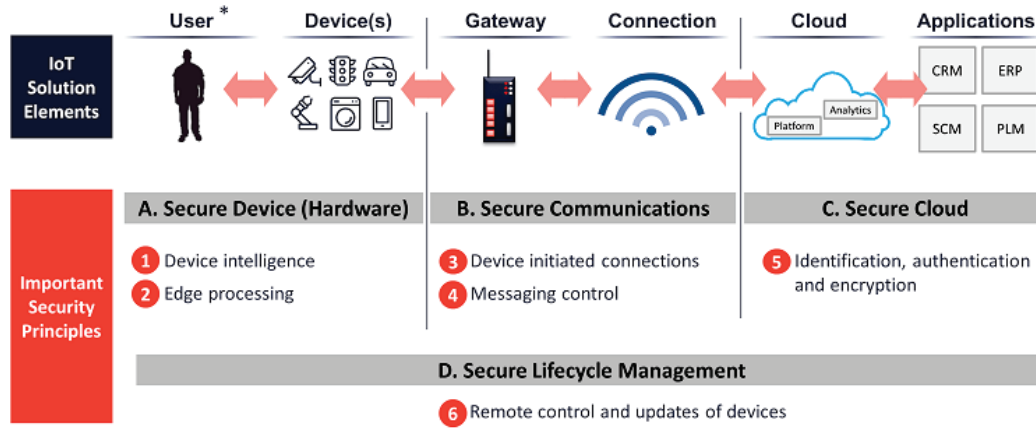 User *
Device(s)
Gateway
Connection
Cloud
Applications
IoT
Solution
Elements
CRM
ERP
Analytics
Platform
SCM
PLM
A. Secure Device (Hardware)
B. Secure Communications
C. Secure Cloud
Important
Security
Principles
1 Device intelligence
2 Edge processing
3 Device initiated connections
4 Messaging control
5 Identification, authentication
and encryption
D. Secure Lifecycle Management
6 Remote control and updates of devices